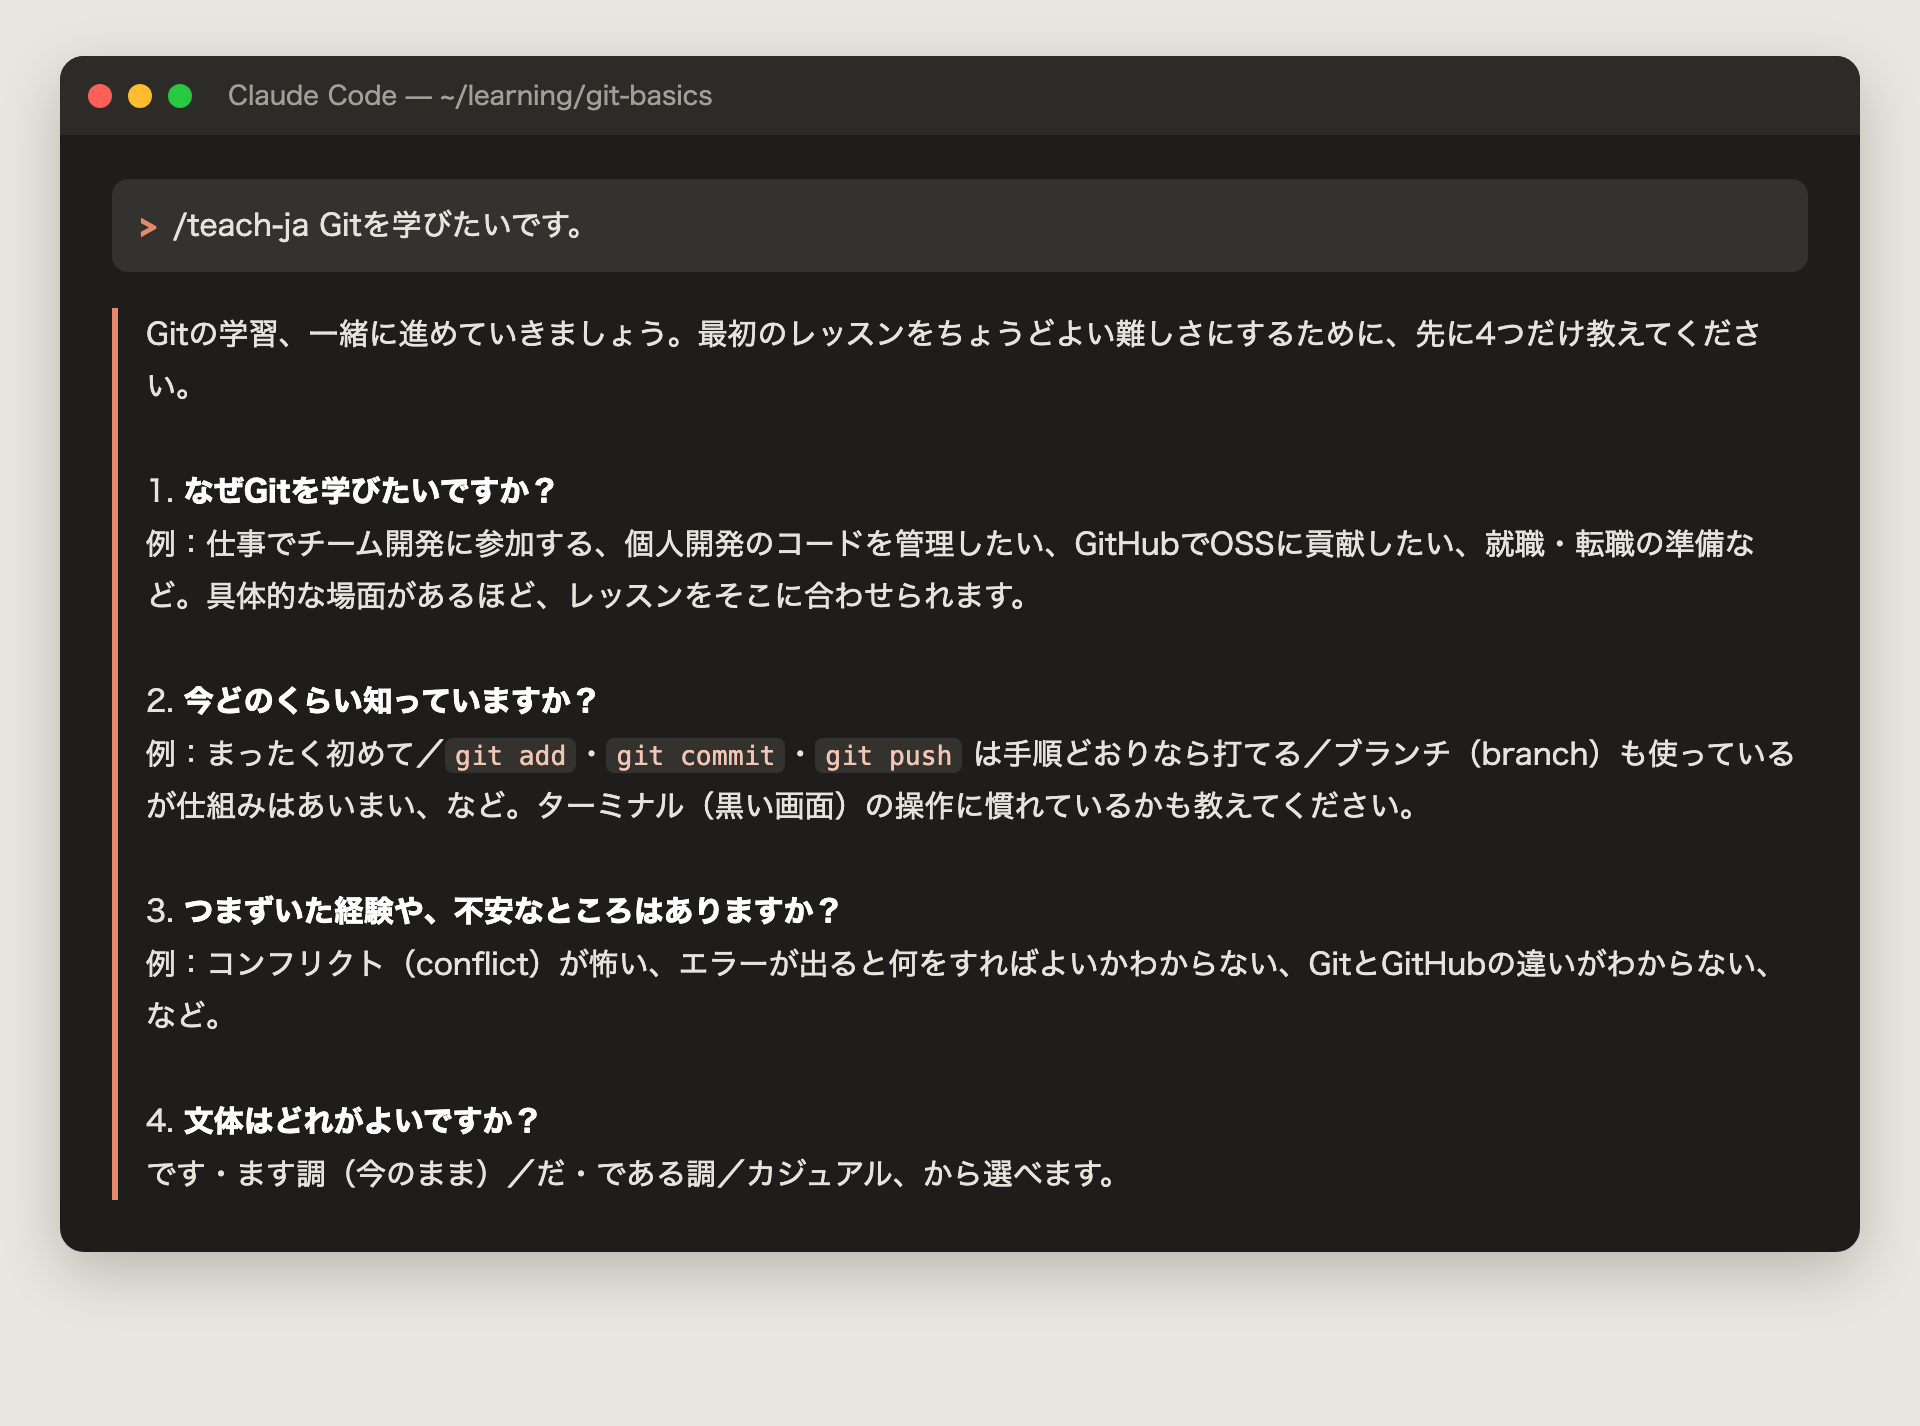 Claude Code — ~/learning/git-basics
> /teach-ja Gitを学びたいです。
Gitの学習、一緒に進めていきましょう。最初のレッスンをちょうどよい難しさにするために、先に4つだけ教えてくださ
い。
1. なぜGitを学びたいですか？
例：仕事でチーム開発に参加する、個人開発のコードを管理したい、GitHubでOSSに貢献したい、就職・転職の準備な
ど。具体的な場面があるほど、レッスンをそこに合わせられます。
2. 今どのくらい知っていますか？
例：まったく初めて／git add・git commit・git push は手順どおりなら打てる／ブランチ（branch）も使っている
が仕組みはあいまい、など。ターミナル（黒い画面）の操作に慣れているかも教えてください。
3. つまずいた経験や、不安なところはありますか？
例：コンフリクト（conflict）が怖い、エラーが出ると何をすればよいかわからない、GitとGitHubの違いがわからない、
など。
4. 文体はどれがよいですか？
です・ます調（今のまま）／だ・である調／カジュアル、から選べます。